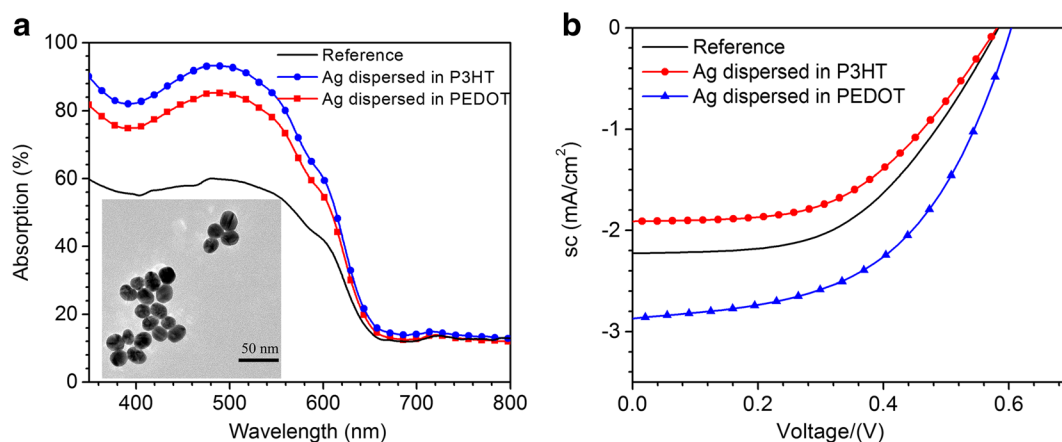 a
100
80
60
40
20
0
Absorption (%)
Reference
Ag dispersed in P3HT
Ag dispersed in PEDOT
50 nm
400 500 600 700 800
Wavelength (nm)
b
0
-1
-2
-3
sc (mA/cm²)
Reference
Ag dispersed in P3HT
Ag dispersed in PEDOT
0.0 0.2 0.4 0.6
Voltage/(V)